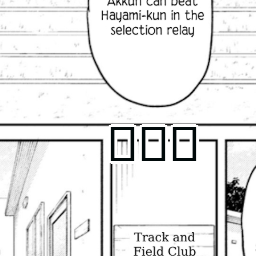 Akkun can beat
Hayami-kun in the
selection relay
Track and
Field Club